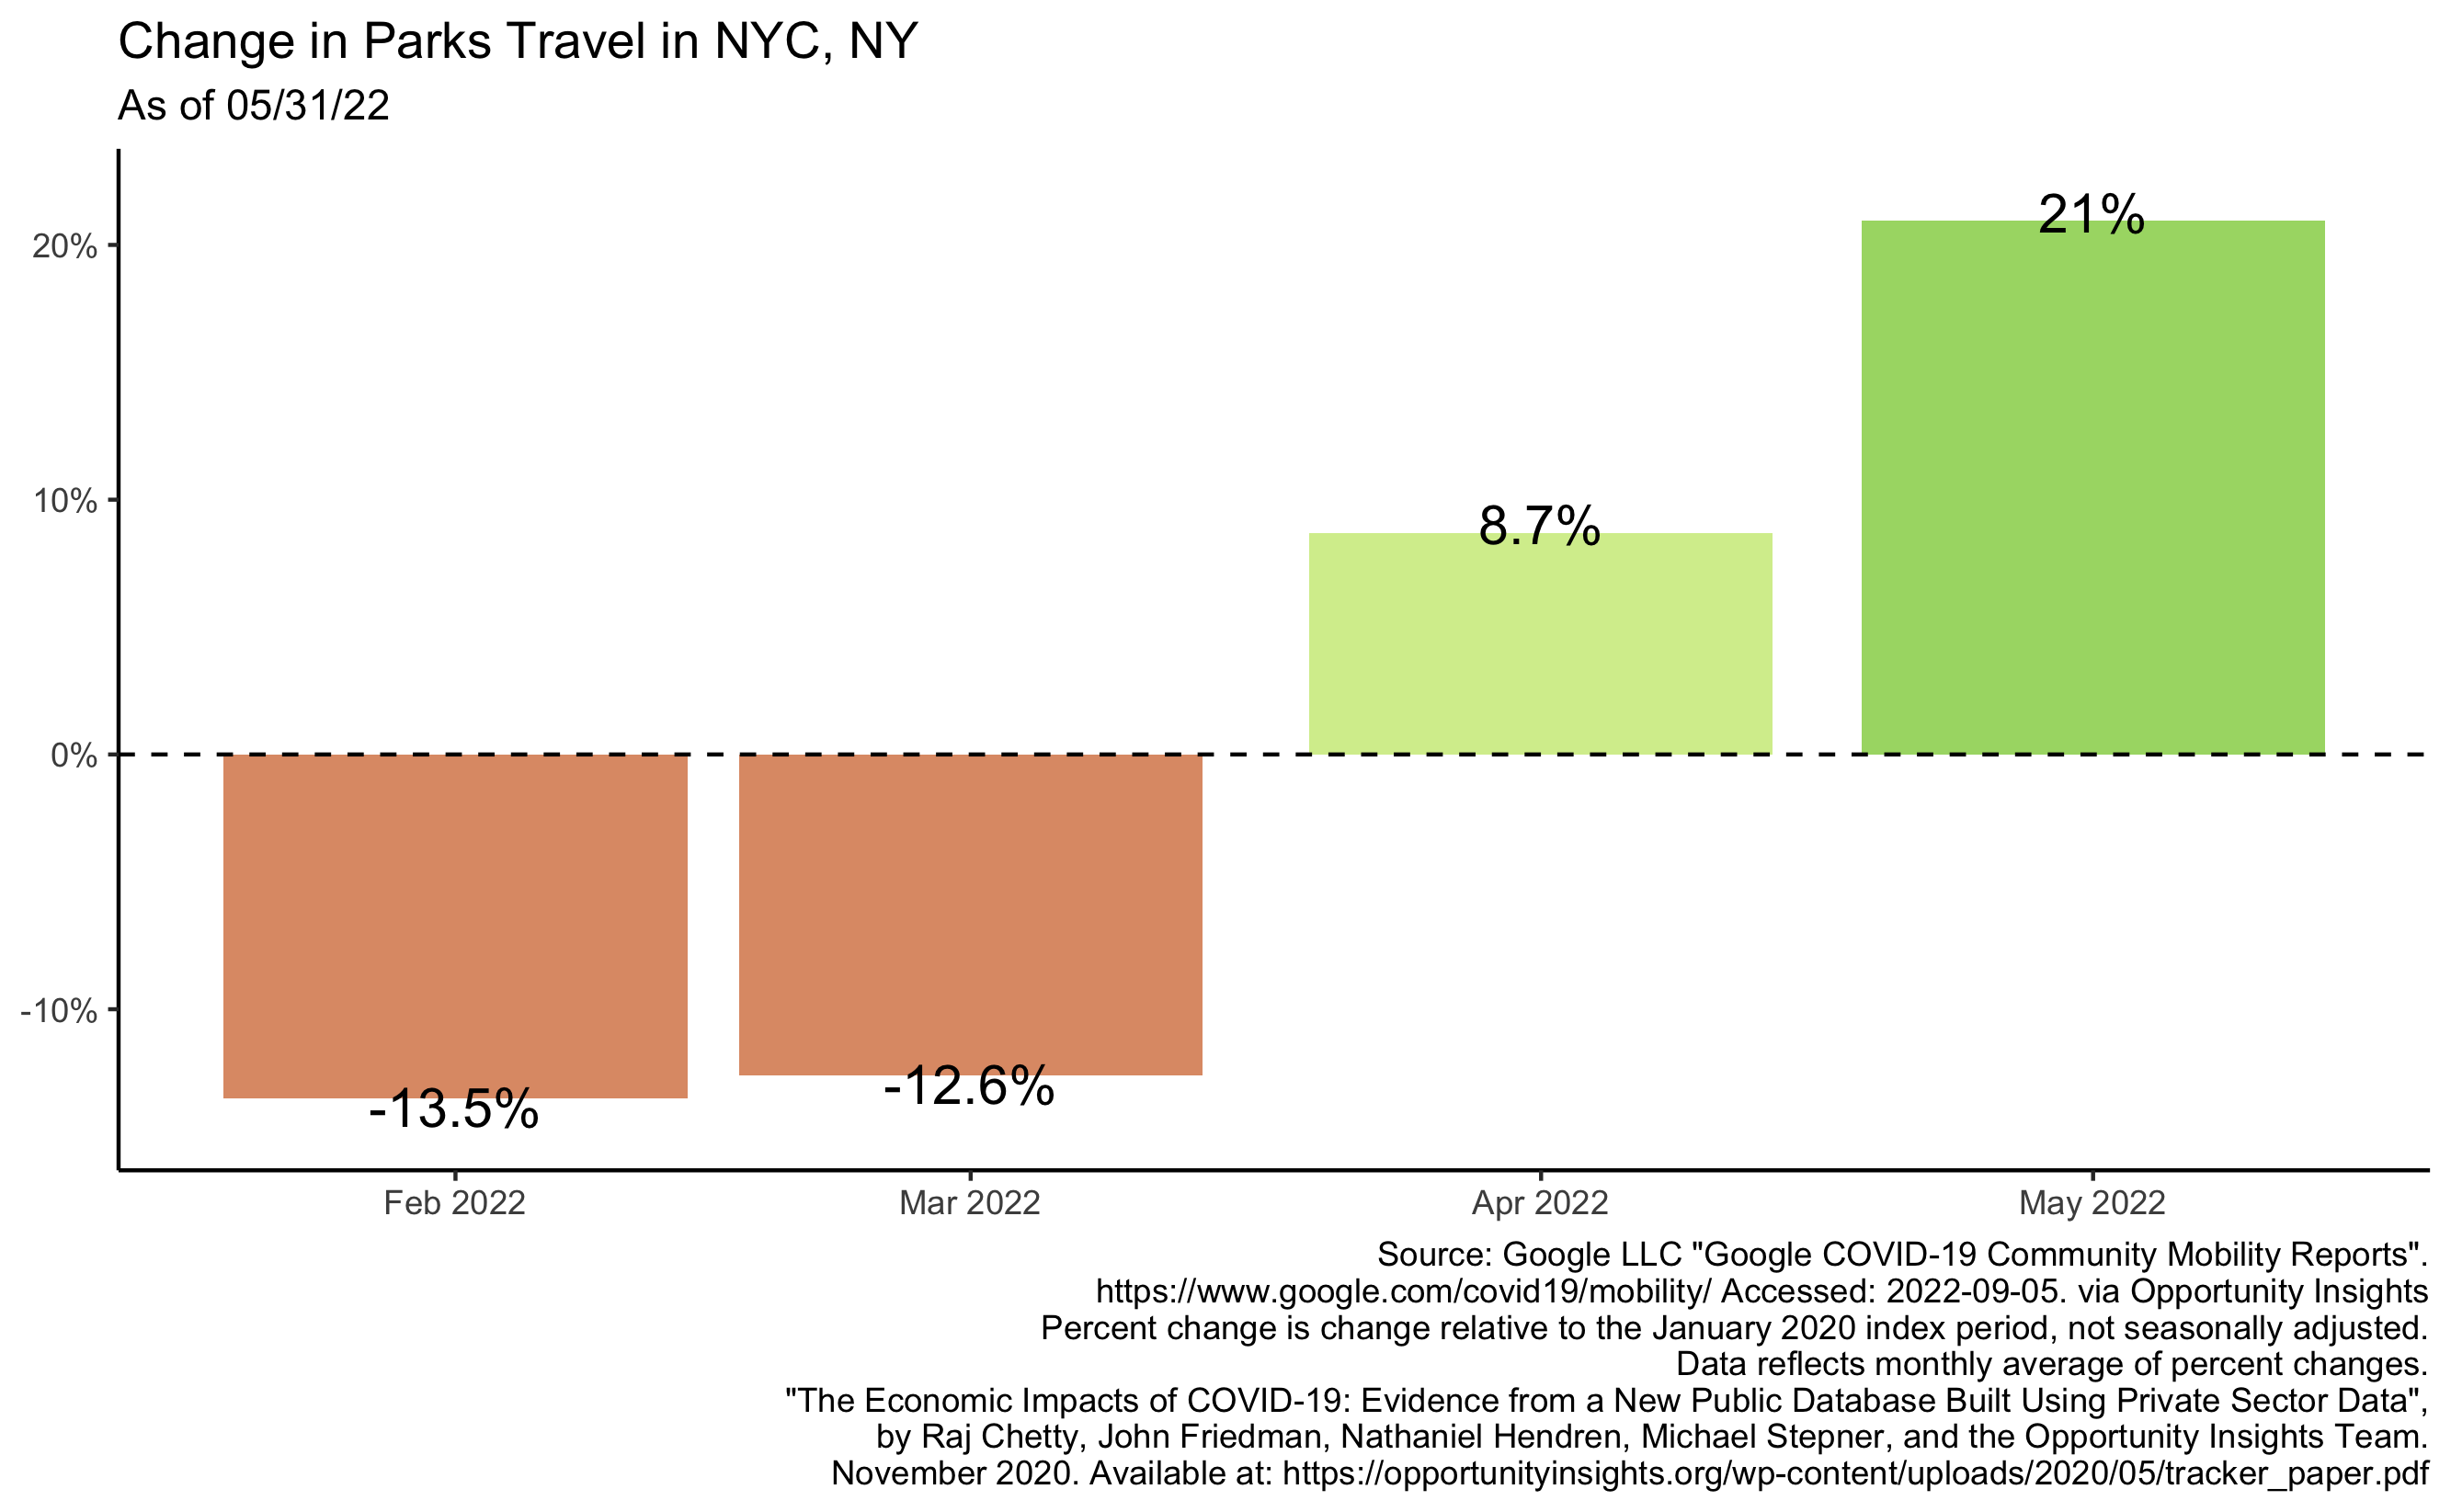 Change in Parks Travel in NYC, NY
As of 05/31/22
20%
10%
0%
-10%
21%
8.7%
-13.5%
-12.6%
Feb 2022
Mar 2022
Apr 2022
May 2022
Source: Google LLC "Google COVID-19 Community Mobility Reports".
https://www.google.com/covid19/mobility/ Accessed: 2022-09-05. via Opportunity Insights
Percent change is change relative to the January 2020 index period, not seasonally adjusted.
Data reflects monthly average of percent changes.
"The Economic Impacts of COVID-19: Evidence from a New Public Database Built Using Private Sector Data",
by Raj Chetty, John Friedman, Nathaniel Hendren, Michael Stepner, and the Opportunity Insights Team.
November 2020. Available at: https://opportunityinsights.org/wp-content/uploads/2020/05/tracker_paper.pdf